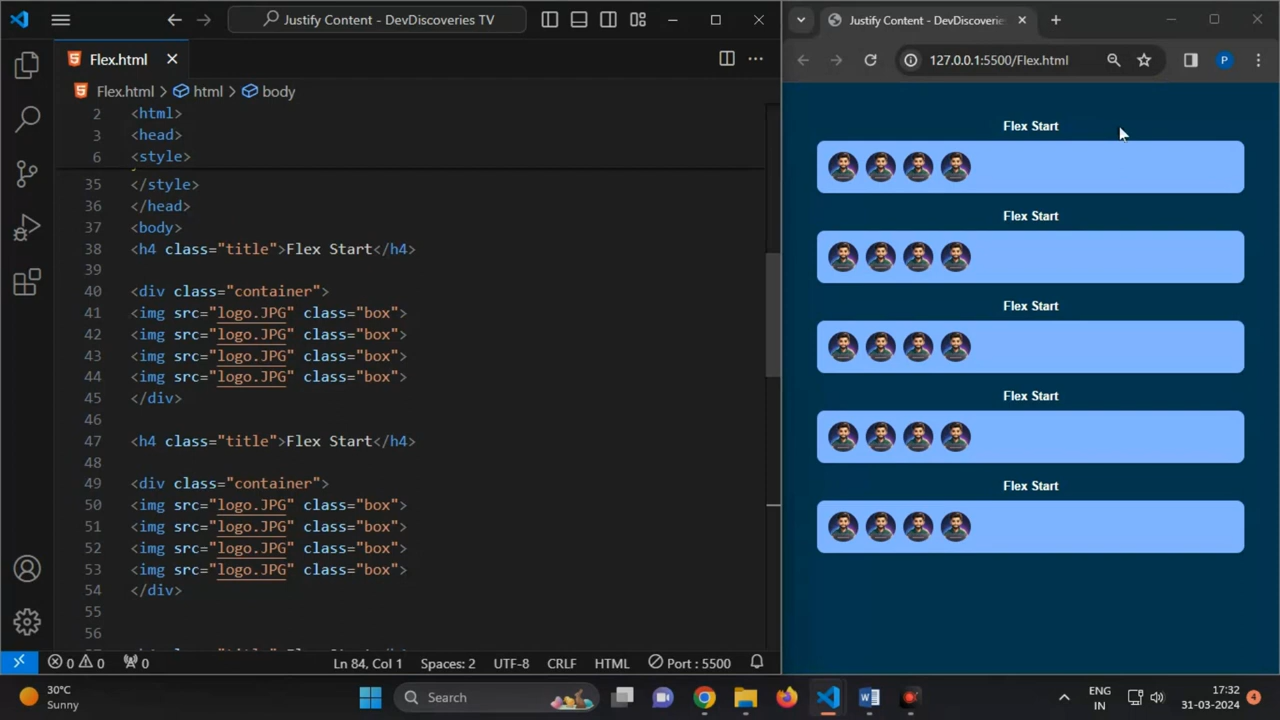 Justify Content - DevDiscoveries TV
Flex.html
Flex.html > html > body
2 <html>
3 <head>
6 <style>
35 </style>
36 </head>
37 <body>
38 <h4 class="title">Flex Start</h4>
39
40 <div class="container">
41 <img src="logo.JPG" class="box">
42 <img src="logo.JPG" class="box">
43 <img src="logo.JPG" class="box">
44 <img src="logo.JPG" class="box">
45 </div>
46
47 <h4 class="title">Flex Start</h4>
48
49 <div class="container">
50 <img src="logo.JPG" class="box">
51 <img src="logo.JPG" class="box">
52 <img src="logo.JPG" class="box">
53 <img src="logo.JPG" class="box">
54 </div>
55
56
0 0 0 Ln 84, Col 1 Spaces: 2 UTF-8 CRLF HTML Port : 5500
Justify Content - DevDiscoverie
127.0.0.1:5500/Flex.html P
Flex Start
Flex Start
Flex Start
Flex Start
Flex Start
30°C
Sunny
Search
ENG
IN
17:32
31-03-2024
4